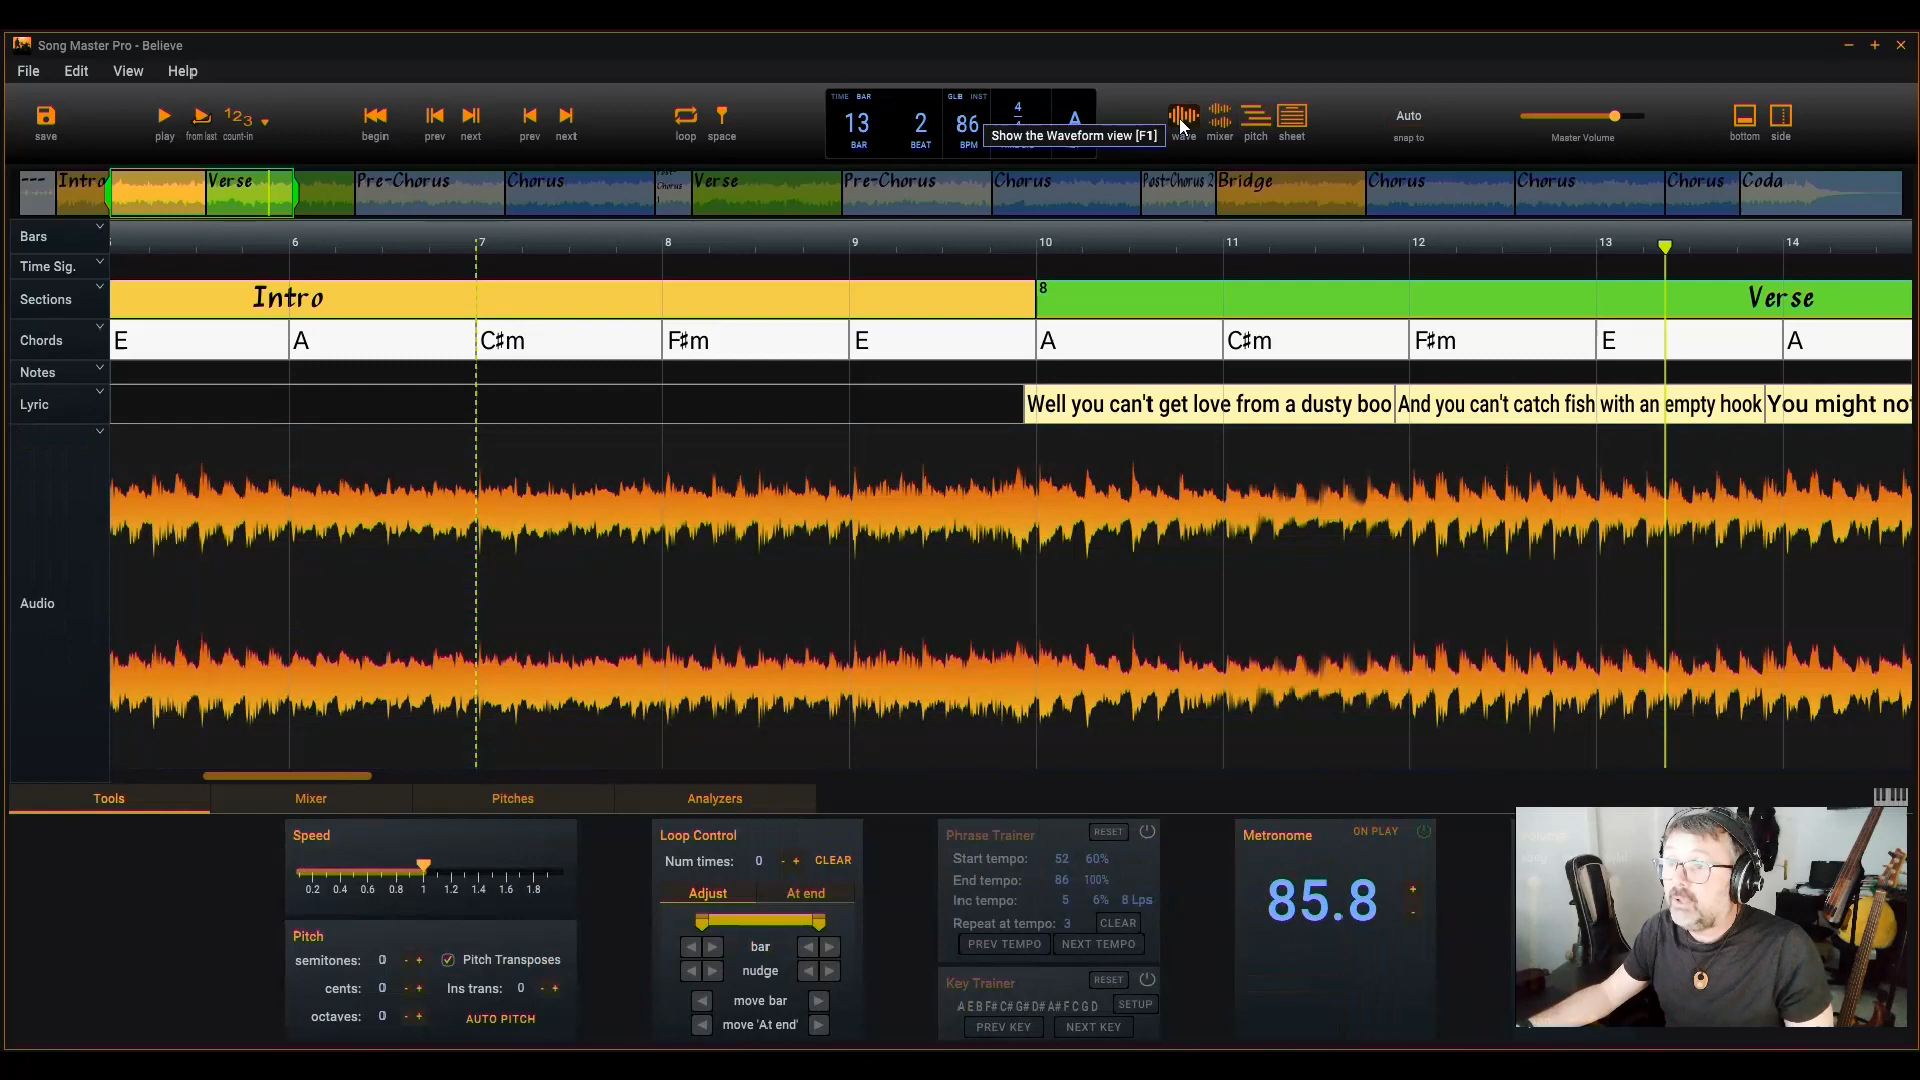 Song Master Pro - Believe
File Edit View Help
save play from last 123 count-in begin prev next prev next loop space
TIME BAR GLB INST
13 2 86 4 A
BAR BEAT BPM
Show the Waveform view [F1]
wave mixer pitch sheet
Auto
snap to
Master Volume
bottom side
--- Intro Verse Pre-Chorus Chorus Post-Chorus 1 Verse Pre-Chorus Chorus Post-Chorus 2 Bridge Chorus Chorus Chorus Coda
Bars 6 7 8 9 10 11 12 13 14
Time Sig.
Sections Intro 8 Verse
Chords E A C♯m F♯m E A C♯m F♯m E A
Notes
Lyric Well you can't get love from a dusty boo And you can't catch fish with an empty hook You might no
Audio
Tools Mixer Pitches Analyzers
Speed
0.2 0.4 0.6 0.8 1 1.2 1.4 1.6 1.8
Pitch
semitones: 0 - + Pitch Transposes
cents: 0 - + Ins trans: 0 - +
octaves: 0 - + AUTO PITCH
Loop Control
Num times: 0 - + CLEAR
Adjust At end
bar
nudge
move bar
move 'At end'
Phrase Trainer RESET
Start tempo: 52 60%
End tempo: 86 100%
Inc tempo: 5 6% 8 Lps
Repeat at tempo: 3 CLEAR
PREV TEMPO NEXT TEMPO
Key Trainer RESET
A E B F# C# G# D# A# F C G D SETUP
PREV KEY NEXT KEY
Metronome ON PLAY
85.8 + -